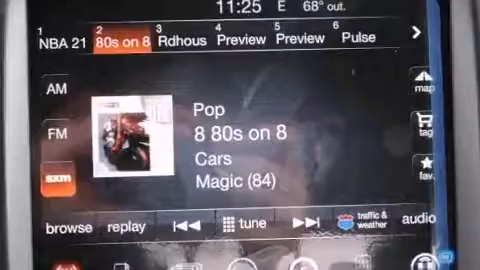 11:25 E 68° out.
1 NBA 21 2 80s on 8 3 Rdhous 4 Preview 5 Preview 6 Pulse
AM
FM
sxm
Pop
8 80s on 8
Cars
Magic (84)
map
tag
fav.
browse replay tune traffic & weather audio